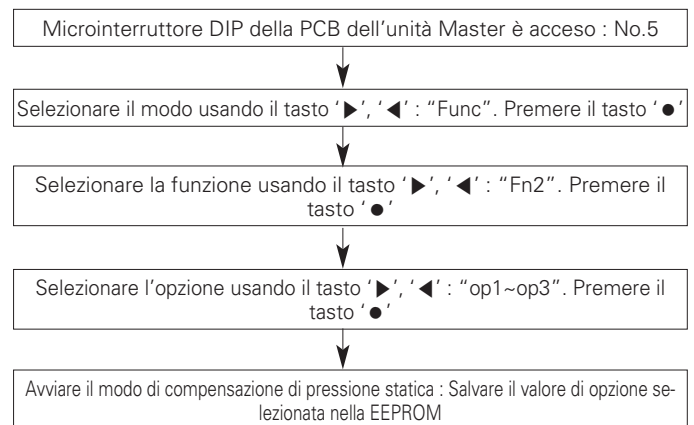 Microinterruttore DIP della PCB dell'unità Master è acceso : No.5
Selezionare il modo usando il tasto ‘▶’, ‘◀’ : “Func”. Premere il tasto ‘●’
Selezionare la funzione usando il tasto ‘▶’, ‘◀’ : “Fn2”. Premere il
tasto ‘●’
Selezionare l'opzione usando il tasto ‘▶’, ‘◀’ : “op1~op3”. Premere il
tasto ‘●’
Avviare il modo di compensazione di pressione statica : Salvare il valore di opzione se-
lezionata nella EEPROM